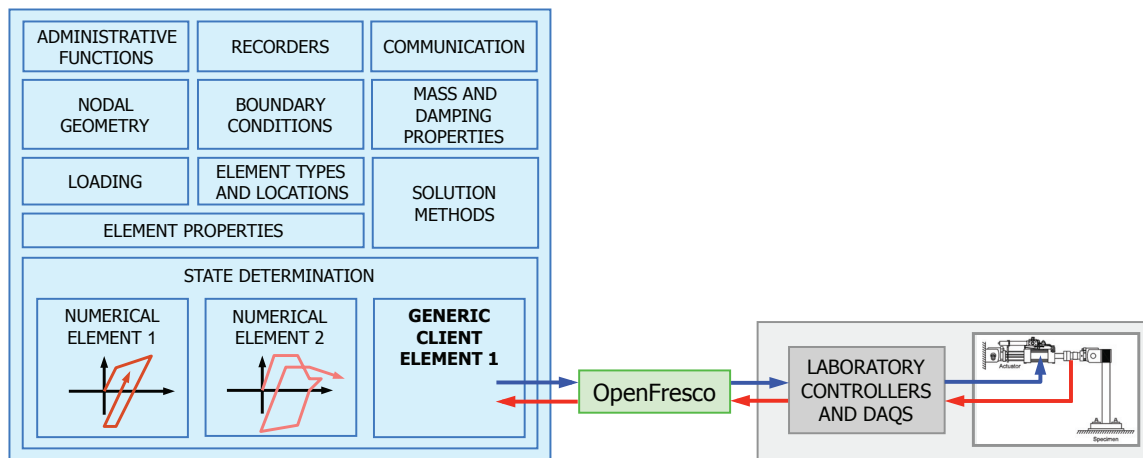 ADMINISTRATIVE
FUNCTIONS
RECORDERS
COMMUNICATION
NODAL
GEOMETRY
BOUNDARY
CONDITIONS
MASS AND
DAMPING
PROPERTIES
LOADING
ELEMENT TYPES
AND LOCATIONS
SOLUTION
METHODS
ELEMENT PROPERTIES
STATE DETERMINATION
NUMERICAL
ELEMENT 1
NUMERICAL
ELEMENT 2
GENERIC
CLIENT
ELEMENT 1
OpenFresco
LABORATORY
CONTROLLERS
AND DAQS
Actuator
Specimen